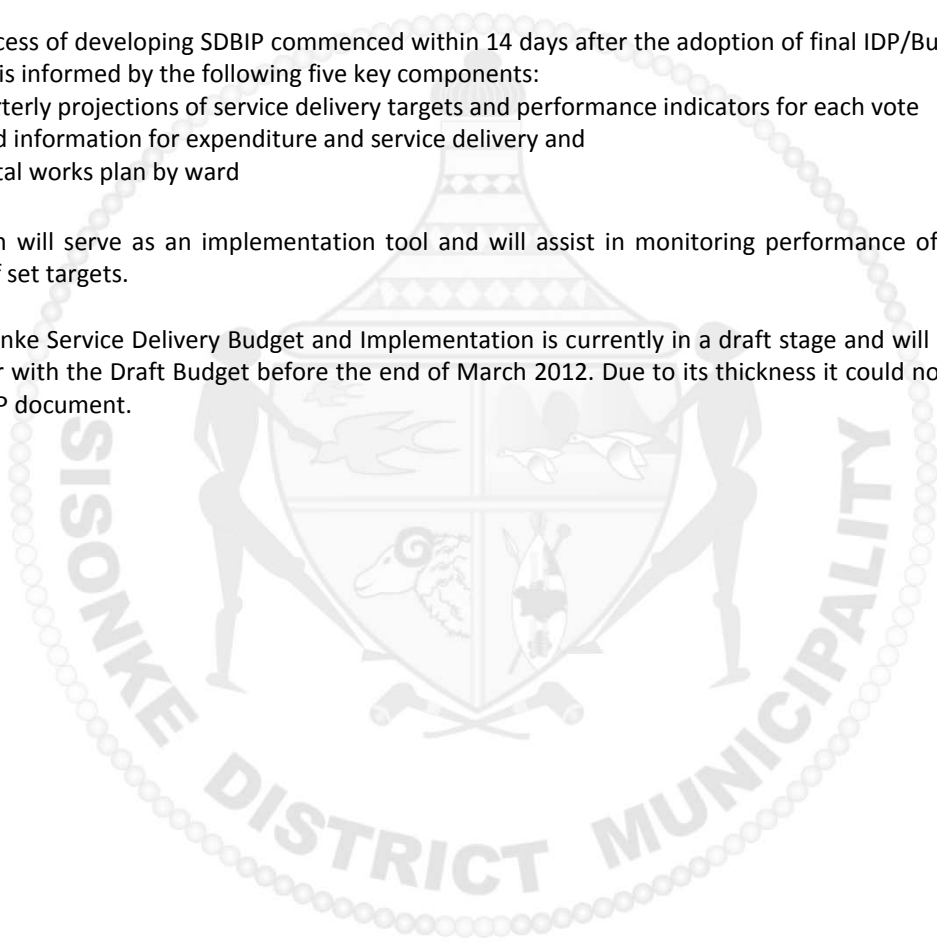 cess of developing SDBIP commenced within 14 days after the adoption of final IDP/Bu
is informed by the following five key components:
rterly projections of service delivery targets and performance indicators for each vote
d information for expenditure and service delivery and
tal works plan by ward
n will serve as an implementation tool and will assist in monitoring performance of
f set targets.
nke Service Delivery Budget and Implementation is currently in a draft stage and will
r with the Draft Budget before the end of March 2012. Due to its thickness it could no
P document.
SISONKE DISTRICT MUNICIPALITY